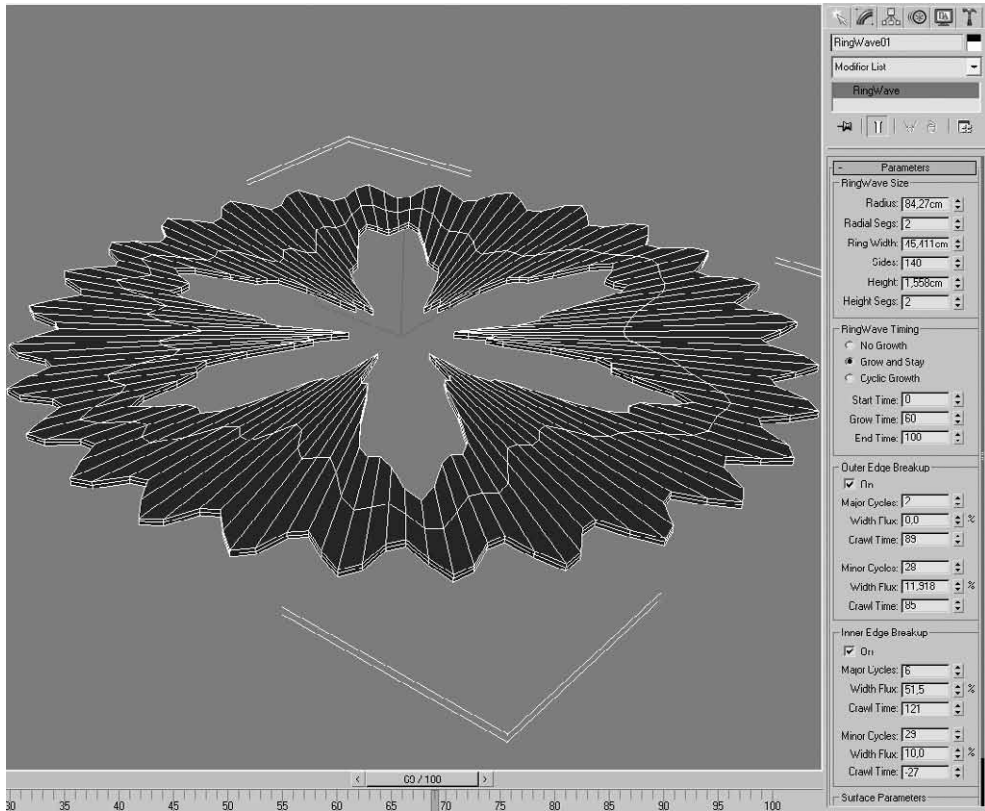 RingWave01
Modifier List
RingWave
- Parameters
RingWave Size
Radius: 84,27cm
Radial Segs: 2
Ring Width: 45,411cm
Sides: 140
Height: 1,558cm
Height Segs: 2
RingWave Timing
No Growth
Grow and Stay
Cyclic Growth
Start Time: 0
Grow Time: 60
End Time: 100
Outer Edge Breakup
On
Major Cycles: 2
Width Flux: 0,0 %
Crawl Time: 89
Minor Cycles: 28
Width Flux: 11,918 %
Crawl Time: 85
Inner Edge Breakup
On
Major Cycles: 6
Width Flux: 51,5 %
Crawl Time: 121
Minor Cycles: 29
Width Flux: 10,0 %
Crawl Time: -27
Surface Parameters
< 69 / 100 >
30 35 40 45 50 55 60 65 70 75 80 85 90 95 100